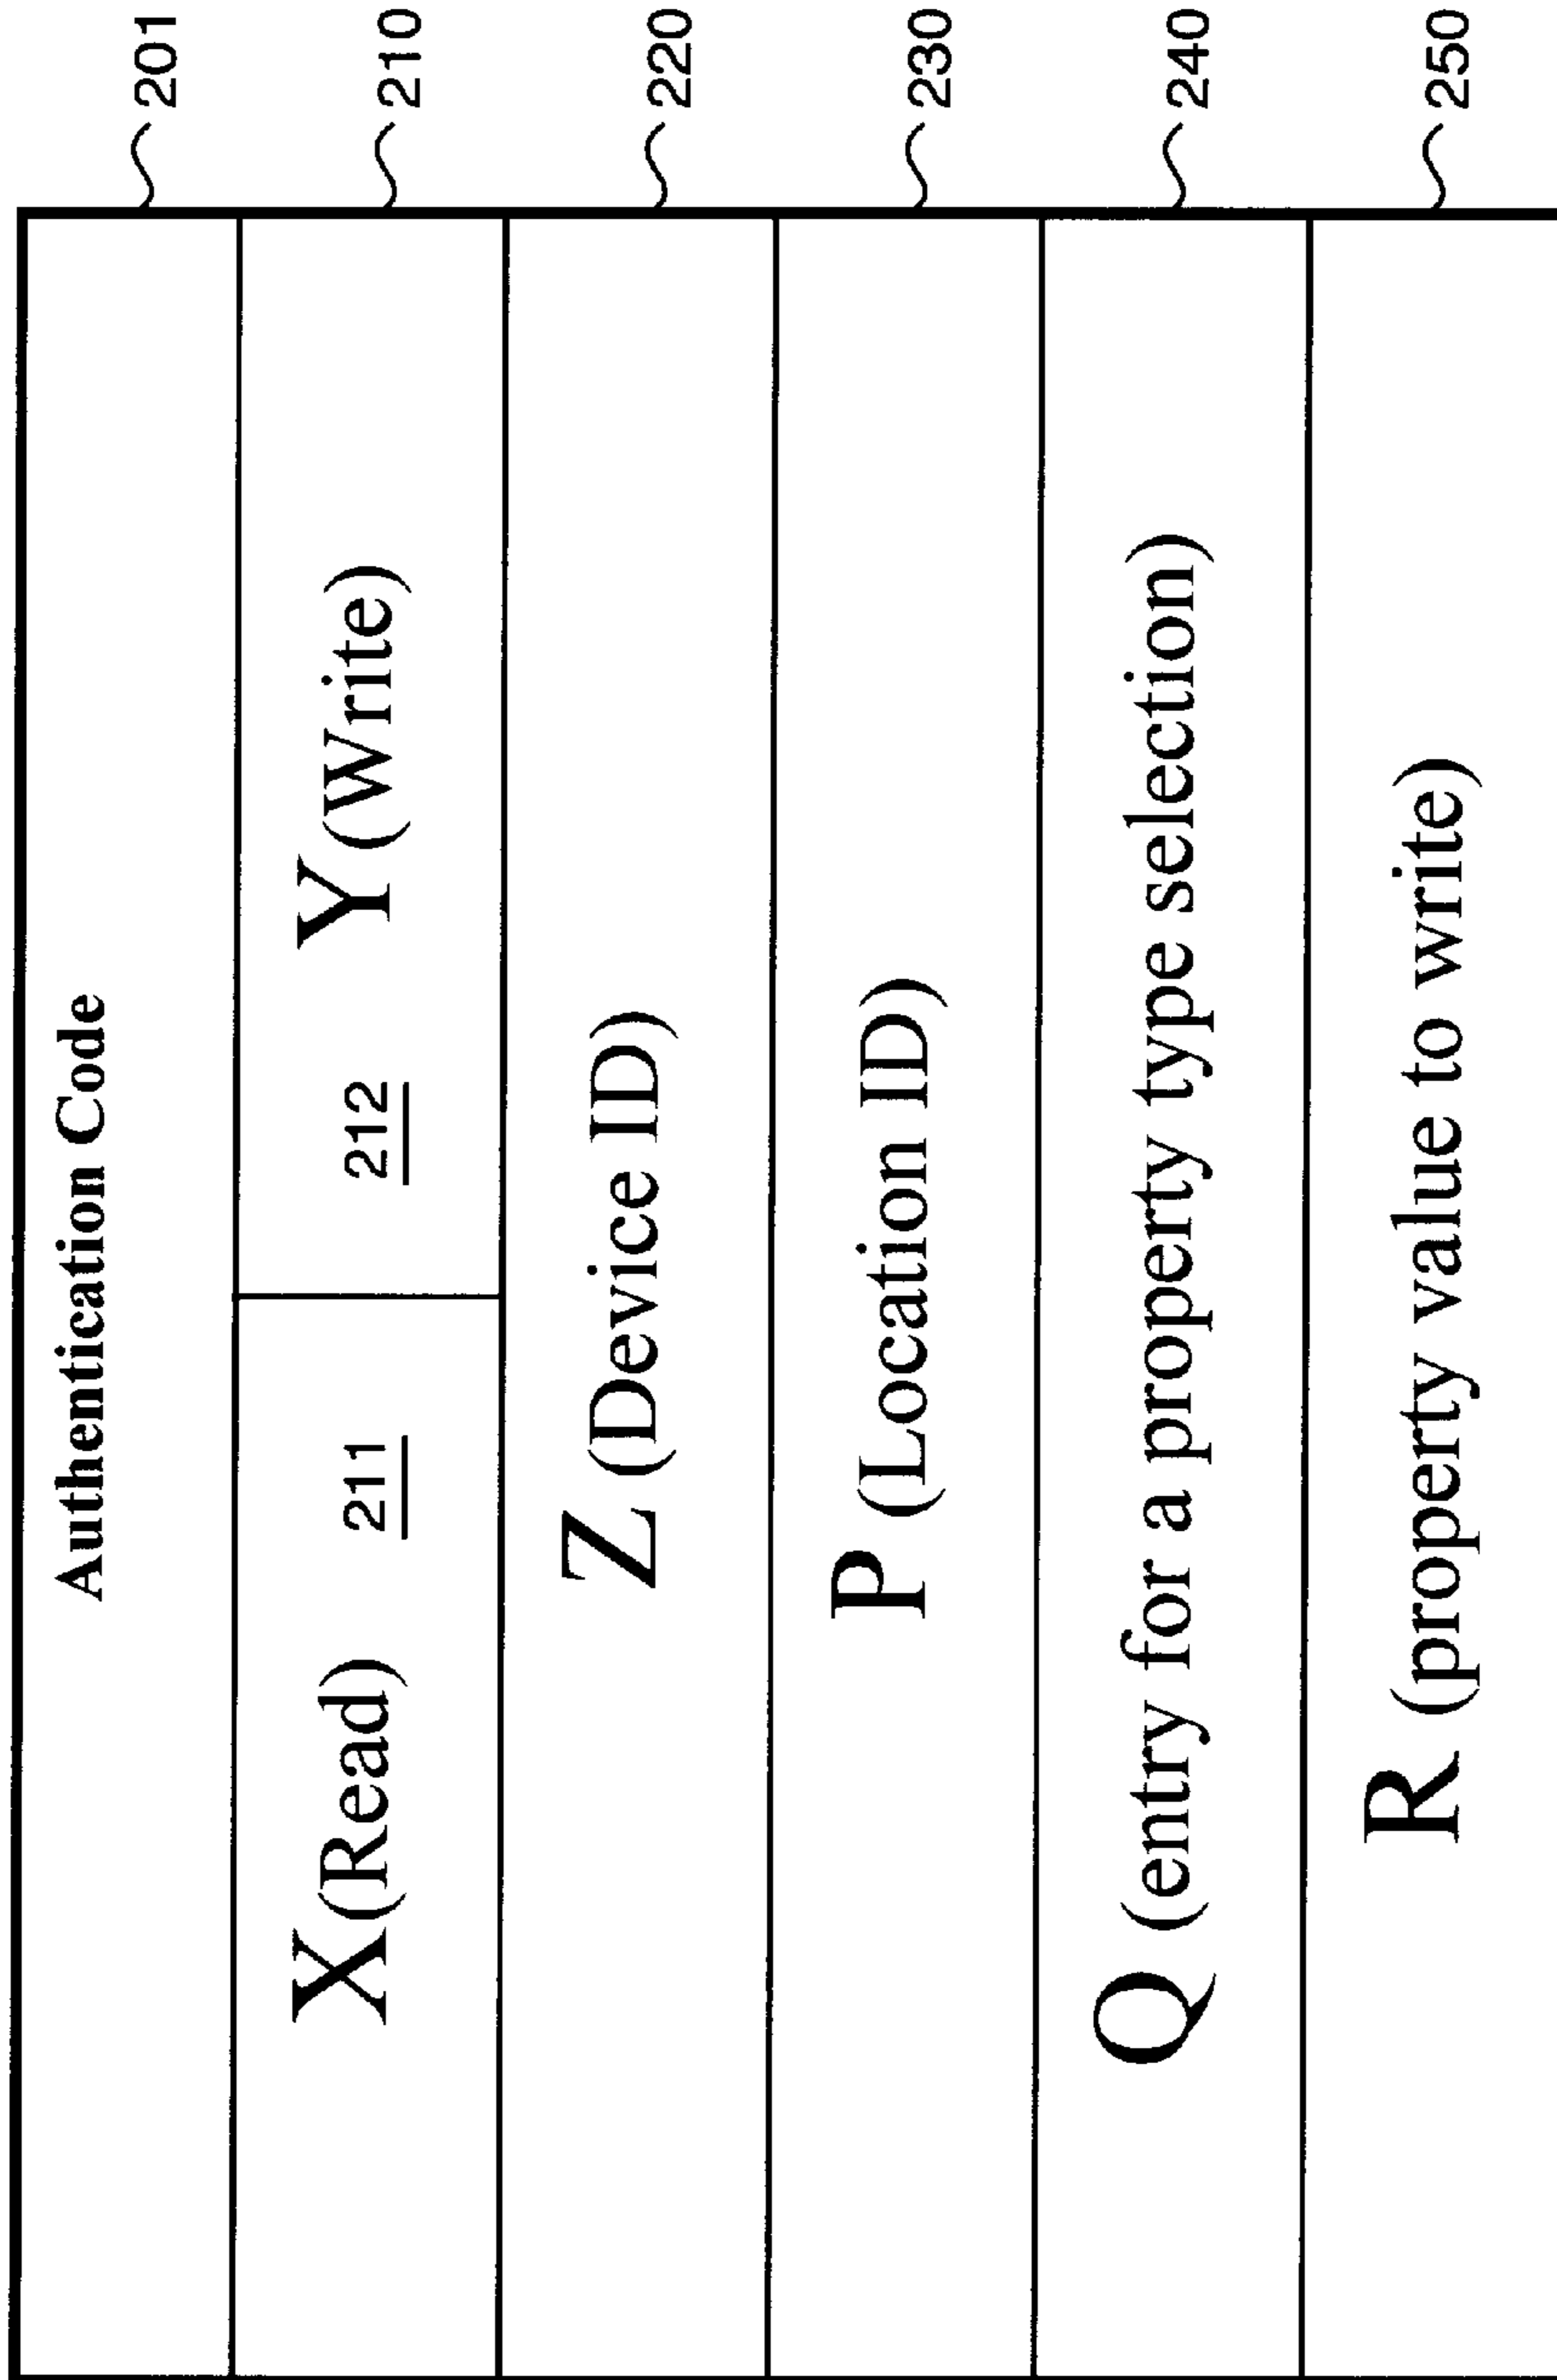 Authentication Code 201
X(Read) 211 212 Y(Write) 210
Z (Device ID) 220
P (Location ID) 230
Q (entry for a property type selection) 240
R (property value to write) 250